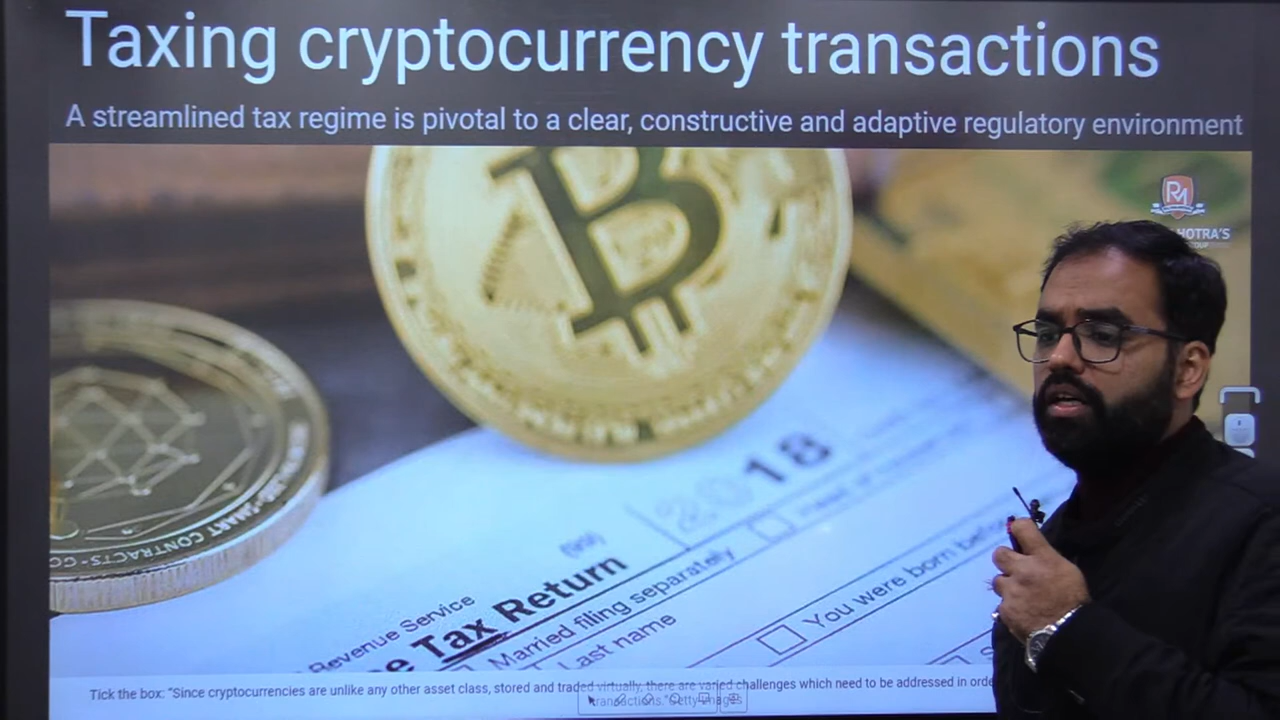 Taxing cryptocurrency transactions
A streamlined tax regime is pivotal to a clear, constructive and adaptive regulatory environment
RM
HOTRA'S
SMART CONTRACTS
2018
(99)
Revenue Service
Tax Return
Married filing separately
Last name
You were born before
Tick the box: “Since cryptocurrencies are unlike any other asset class, stored and traded virtually, there are varied challenges which need to be addressed in orde
transactions.” Getty Images